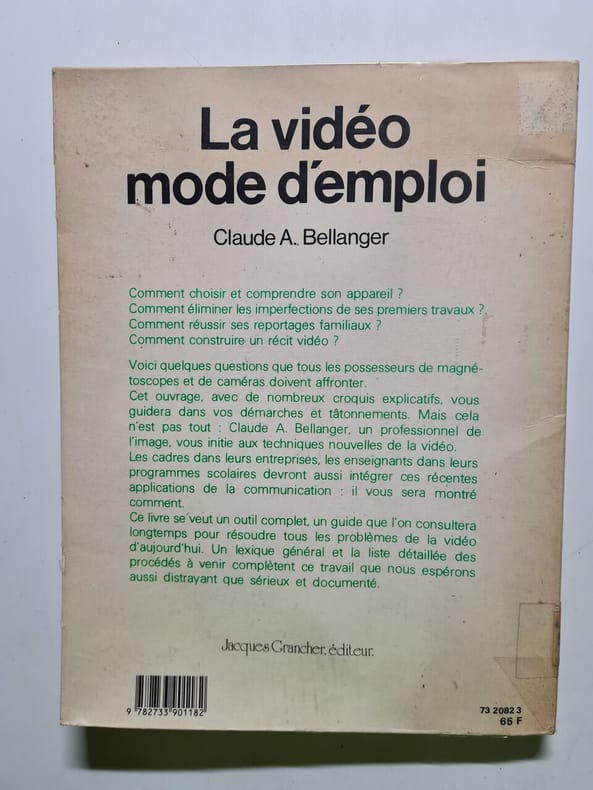 La vidéo
mode d'emploi
Claude A. Bellanger
Comment choisir et comprendre son appareil ?
Comment éliminer les imperfections de ses premiers travaux ?
Comment réussir ses reportages familiaux ?
Comment construire un récit vidéo ?
Voici quelques questions que tous les possesseurs de magné-
toscopes et de caméras doivent affronter.
Cet ouvrage, avec de nombreux croquis explicatifs, vous
guidera dans vos démarches et tâtonnements. Mais cela
n'est pas tout : Claude A. Bellanger, un professionnel de
l'image, vous initie aux techniques nouvelles de la vidéo.
Les cadres dans leurs entreprises, les enseignants dans leurs
programmes scolaires devront aussi intégrer ces récentes
applications de la communication : il vous sera montré
comment.
Ce livre se veut un outil complet, un guide que l'on consultera
longtemps pour résoudre tous les problèmes de la vidéo
d'aujourd'hui. Un lexique général et la liste détaillée des
procédés à venir complètent ce travail que nous espérons
aussi distrayant que sérieux et documenté.
Jacques Grancher, éditeur.
9 782733 901182
73 2082 3
65 F